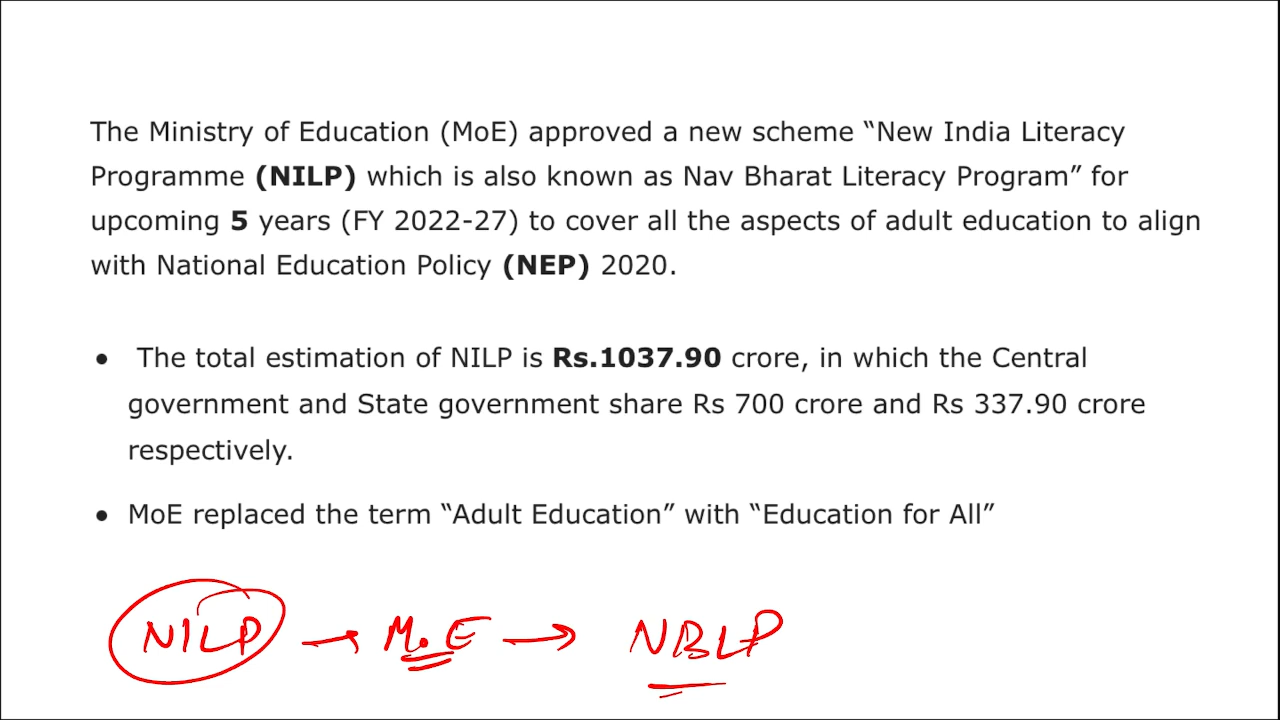 The Ministry of Education (MoE) approved a new scheme “New India Literacy
Programme (NILP) which is also known as Nav Bharat Literacy Program” for
upcoming 5 years (FY 2022-27) to cover all the aspects of adult education to align
with National Education Policy (NEP) 2020.
● The total estimation of NILP is Rs.1037.90 crore, in which the Central
government and State government share Rs 700 crore and Rs 337.90 crore
respectively.
● MoE replaced the term “Adult Education” with “Education for All”
NILP → MoE → NBLP